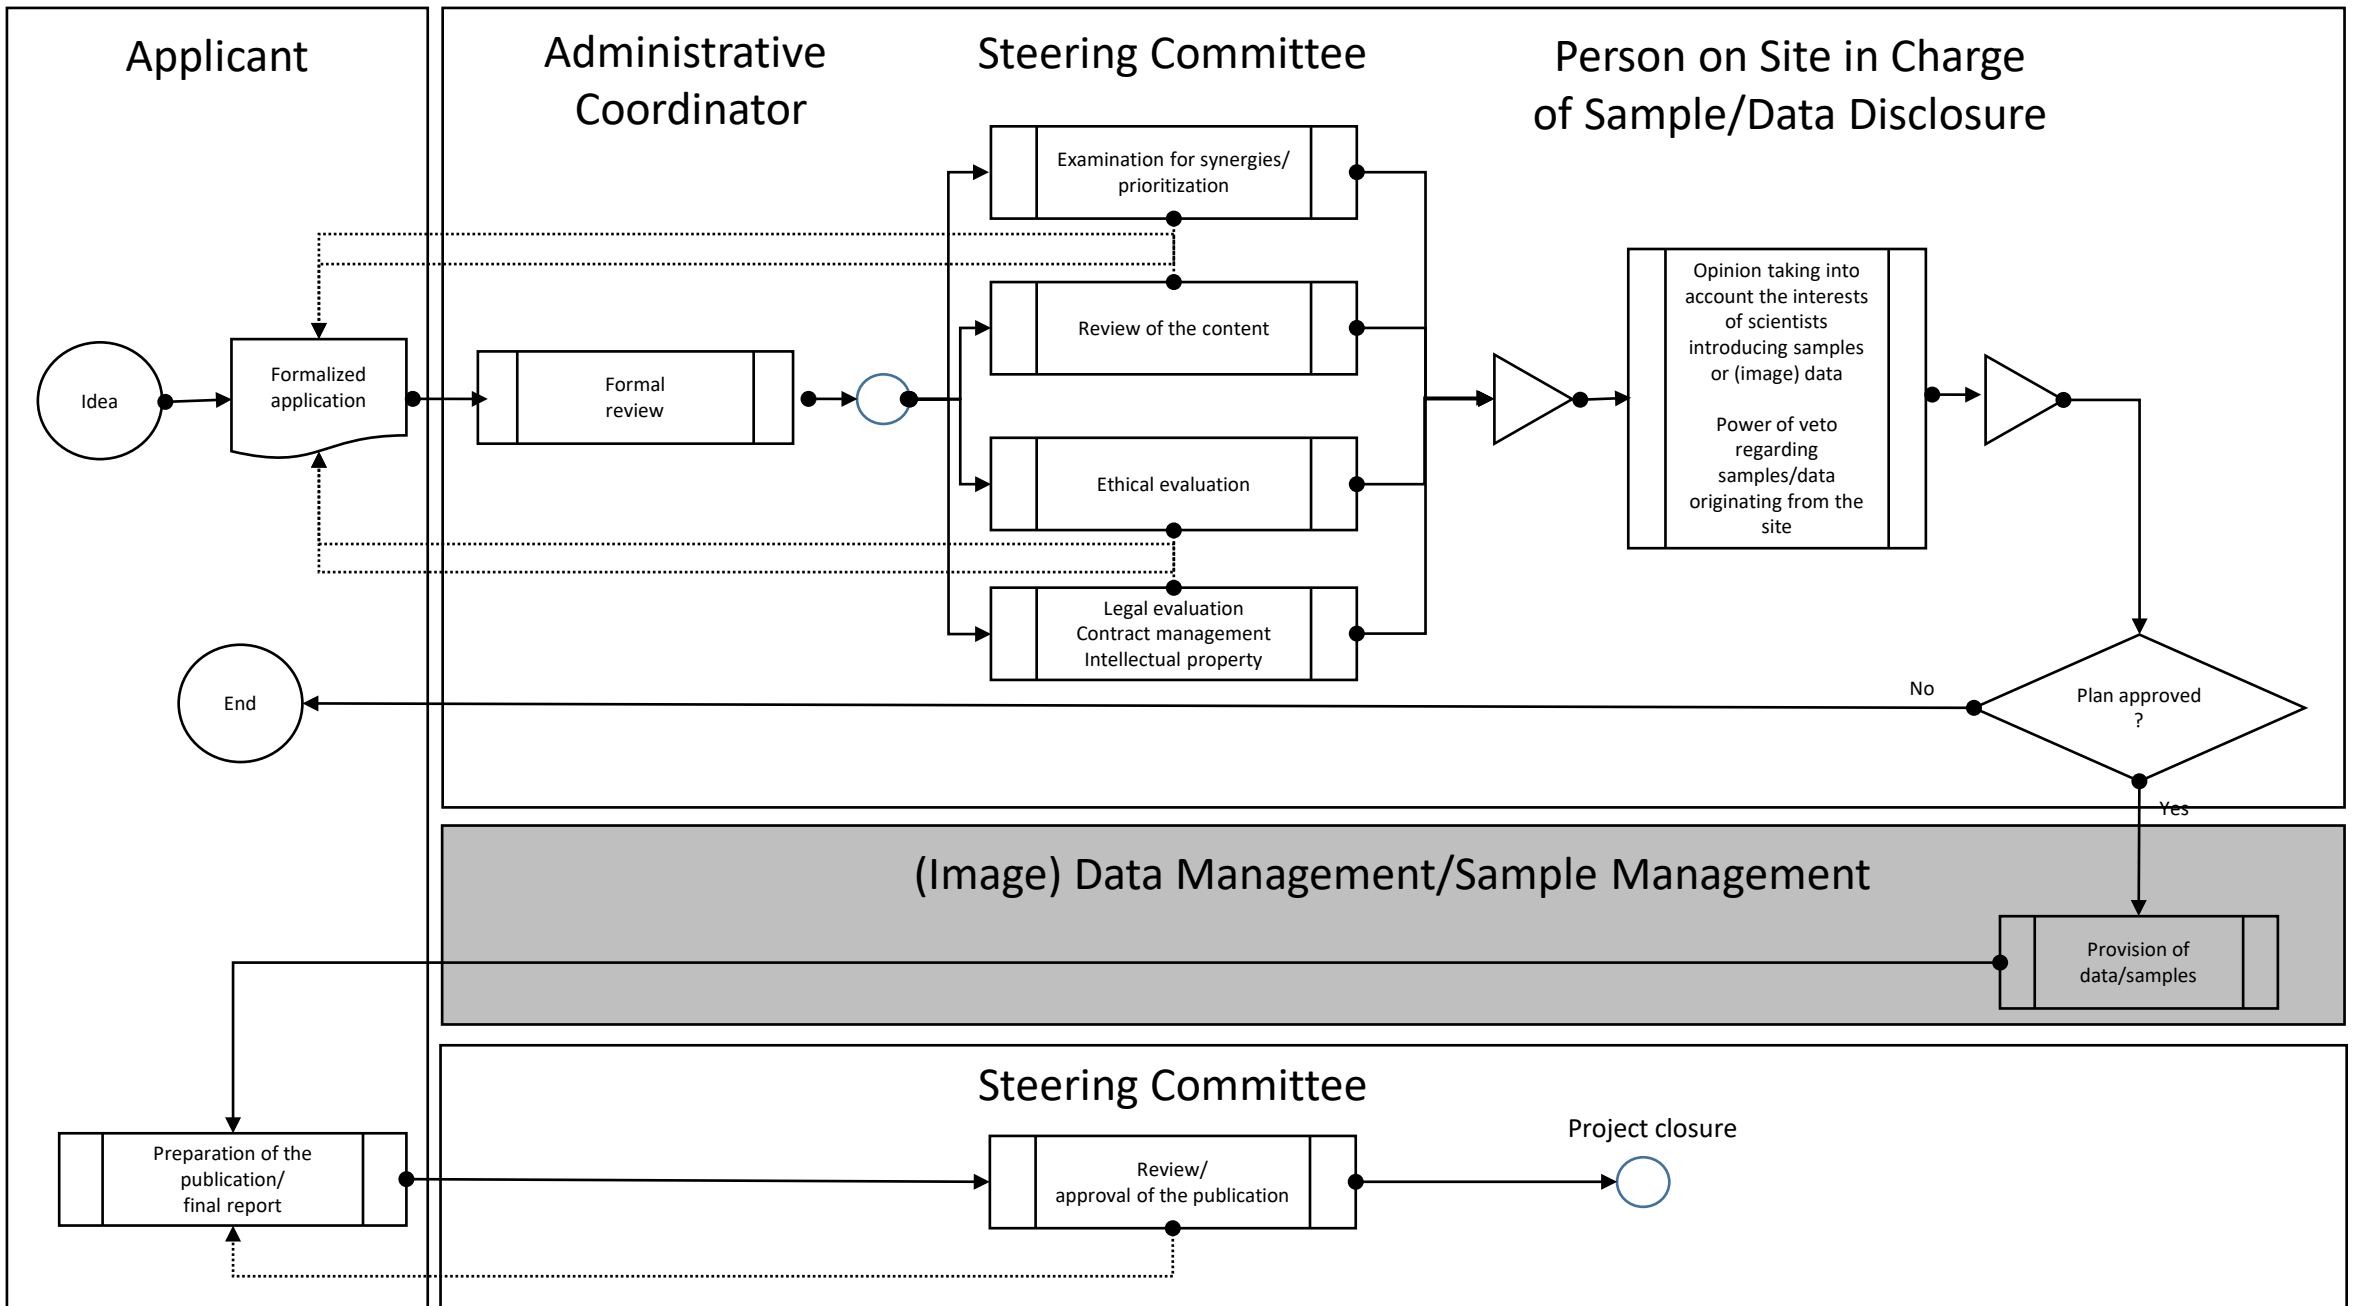 Applicant
Administrative
Coordinator
Steering Committee
Person on Site in Charge
of Sample/Data Disclosure
Examination for synergies/
prioritization
Review of the content
Ethical evaluation
Legal evaluation
Contract management
Intellectual property
Idea
Formalized
application
Formal
review
Opinion taking into
account the interests
of scientists
introducing samples
or (image) data
Power of veto
regarding
samples/data
originating from the
site
End
No
Plan approved
?
Yes
(Image) Data Management/Sample Management
Provision of
data/samples
Steering Committee
Preparation of the
publication/
final report
Review/
approval of the publication
Project closure